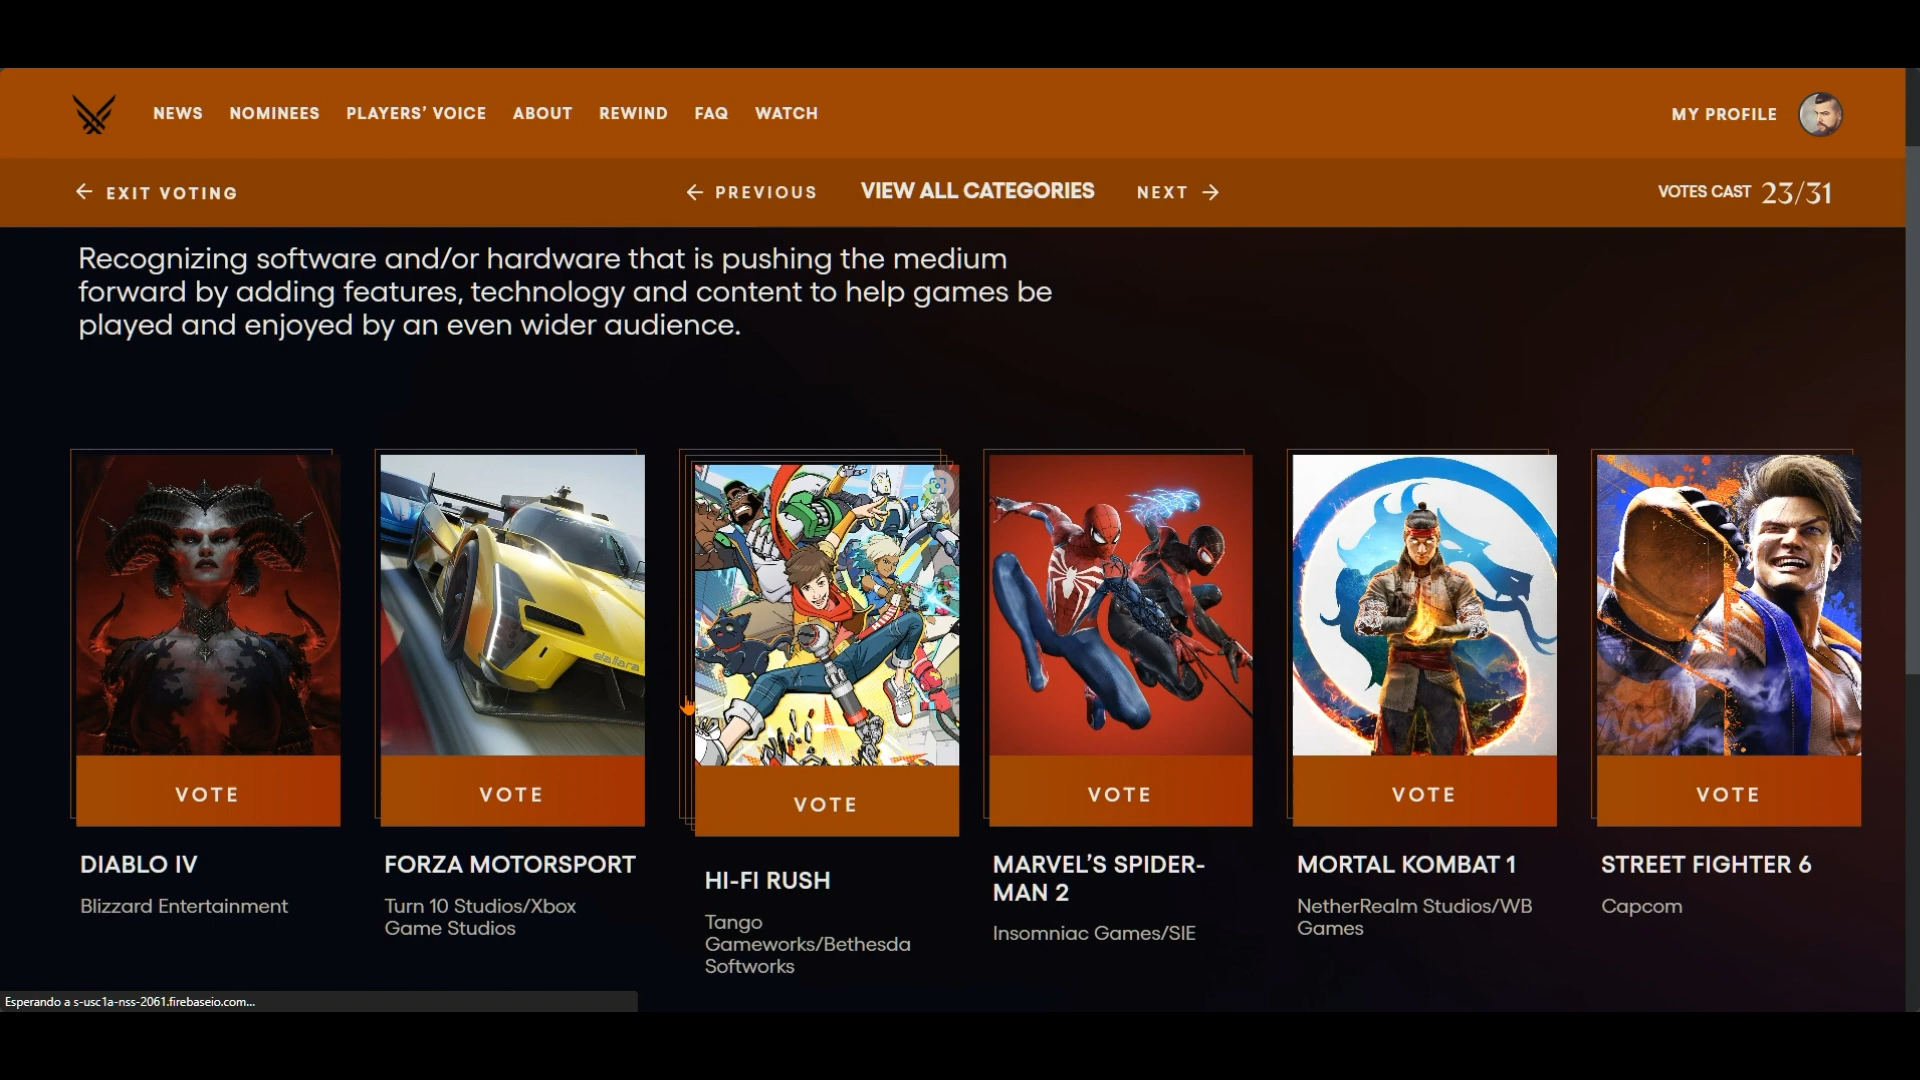 NEWS NOMINEES PLAYERS’ VOICE ABOUT REWIND FAQ WATCH MY PROFILE
← EXIT VOTING ← PREVIOUS VIEW ALL CATEGORIES NEXT → VOTES CAST 23/31
Recognizing software and/or hardware that is pushing the medium
forward by adding features, technology and content to help games be
played and enjoyed by an even wider audience.
dallara
VOTE VOTE VOTE VOTE VOTE VOTE
DIABLO IV
Blizzard Entertainment
FORZA MOTORSPORT
Turn 10 Studios/Xbox
Game Studios
HI-FI RUSH
Tango
Gameworks/Bethesda
Softworks
MARVEL’S SPIDER-
MAN 2
Insomniac Games/SIE
MORTAL KOMBAT 1
NetherRealm Studios/WB
Games
STREET FIGHTER 6
Capcom
Esperando a s-usc1a-nss-2061.firebaseio.com...